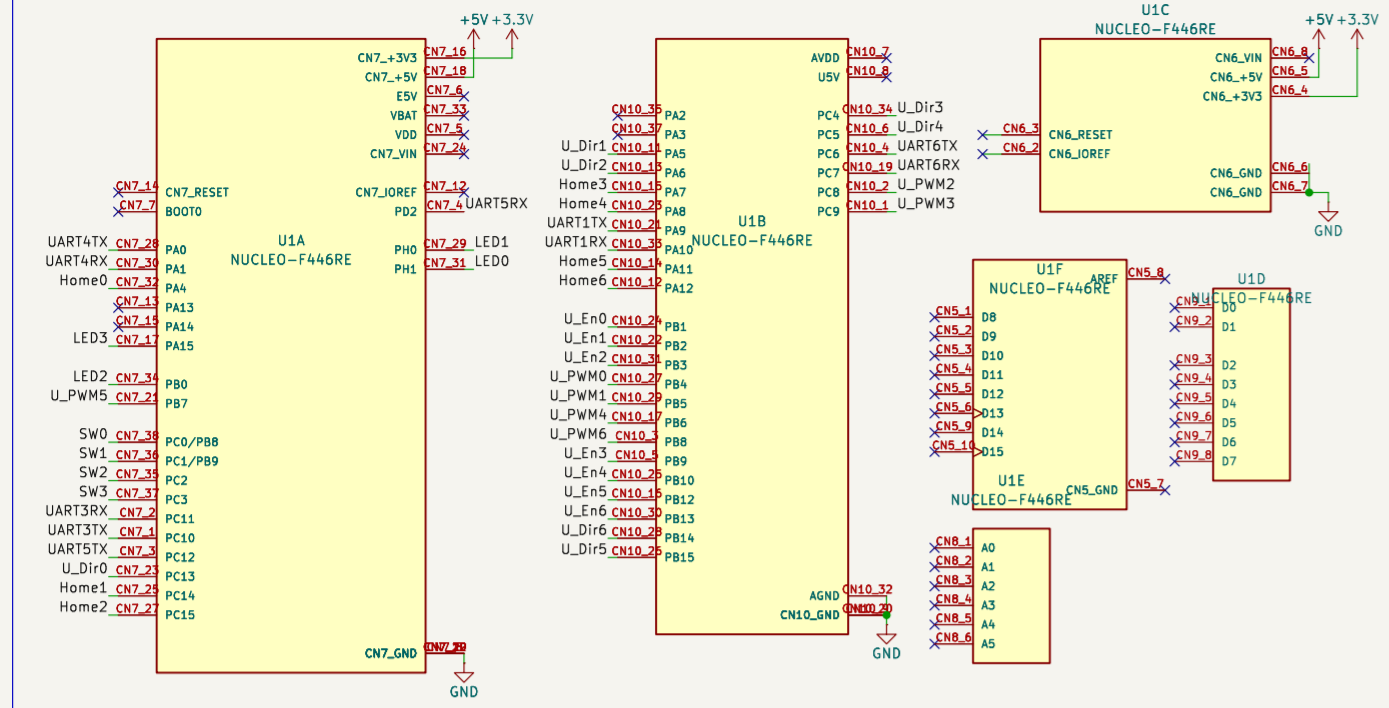 +5V +3.3V
CN7_+3V3 CN7_16
CN7_+5V CN7_18
E5V CN7_6
VBAT CN7_33
VDD CN7_5
CN7_VIN CN7_24
CN7_14 CN7_RESET CN7_IOREF CN7_12
CN7_7 BOOT0 PD2 CN7_4 UART5RX
U1A
NUCLEO-F446RE
UART4TX CN7_28 PA0 PH0 CN7_29 LED1
UART4RX CN7_30 PA1 PH1 CN7_31 LED0
Home0 CN7_32 PA4
CN7_13 PA13
CN7_15 PA14
LED3 CN7_17 PA15
LED2 CN7_34 PB0
U_PWM5 CN7_21 PB7
SW0 CN7_38 PC0/PB8
SW1 CN7_36 PC1/PB9
SW2 CN7_35 PC2
SW3 CN7_37 PC3
UART3RX CN7_2 PC11
UART3TX CN7_1 PC10
UART5TX CN7_3 PC12
U_Dir0 CN7_23 PC13
Home1 CN7_25 PC14
Home2 CN7_27 PC15
CN7_GND
GND
AVDD CN10_7
U5V CN10_8
CN10_35 PA2 PC4 CN10_34 U_Dir3
CN10_37 PA3 PC5 CN10_6 U_Dir4
U_Dir1 CN10_11 PA5 PC6 CN10_4 UART6TX
U_Dir2 CN10_13 PA6 PC7 CN10_19 UART6RX
Home3 CN10_15 PA7 PC8 CN10_2 U_PWM2
Home4 CN10_23 PA8 PC9 CN10_1 U_PWM3
U1B
NUCLEO-F446RE
UART1TX CN10_21 PA9
UART1RX CN10_33 PA10
Home5 CN10_14 PA11
Home6 CN10_12 PA12
U_En0 CN10_24 PB1
U_En1 CN10_22 PB2
U_En2 CN10_31 PB3
U_PWM0 CN10_27 PB4
U_PWM1 CN10_29 PB5
U_PWM4 CN10_17 PB6
U_PWM6 CN10_3 PB8
U_En3 CN10_5 PB9
U_En4 CN10_25 PB10
U_En5 CN10_16 PB12
U_En6 CN10_30 PB13
U_Dir6 CN10_28 PB14
U_Dir5 CN10_26 PB15
AGND CN10_32
CN10_GND
GND
U1C
NUCLEO-F446RE
+5V +3.3V
CN6_VIN CN6_8
CN6_+5V CN6_5
CN6_+3V3 CN6_4
CN6_3 CN6_RESET
CN6_2 CN6_IOREF
CN6_GND CN6_6
CN6_GND CN6_7
GND
U1F
NUCLEO-F446RE
AREF CN5_8
CN5_1 D8
CN5_2 D9
CN5_3 D10
CN5_4 D11
CN5_5 D12
CN5_6 D13
CN5_9 D14
CN5_10 D15
CN5_GND CN5_7
U1D
NUCLEO-F446RE
CN9_1 D0
CN9_2 D1
CN9_3 D2
CN9_4 D3
CN9_5 D4
CN9_6 D5
CN9_7 D6
CN9_8 D7
U1E
NUCLEO-F446RE
CN8_1 A0
CN8_2 A1
CN8_3 A2
CN8_4 A3
CN8_5 A4
CN8_6 A5